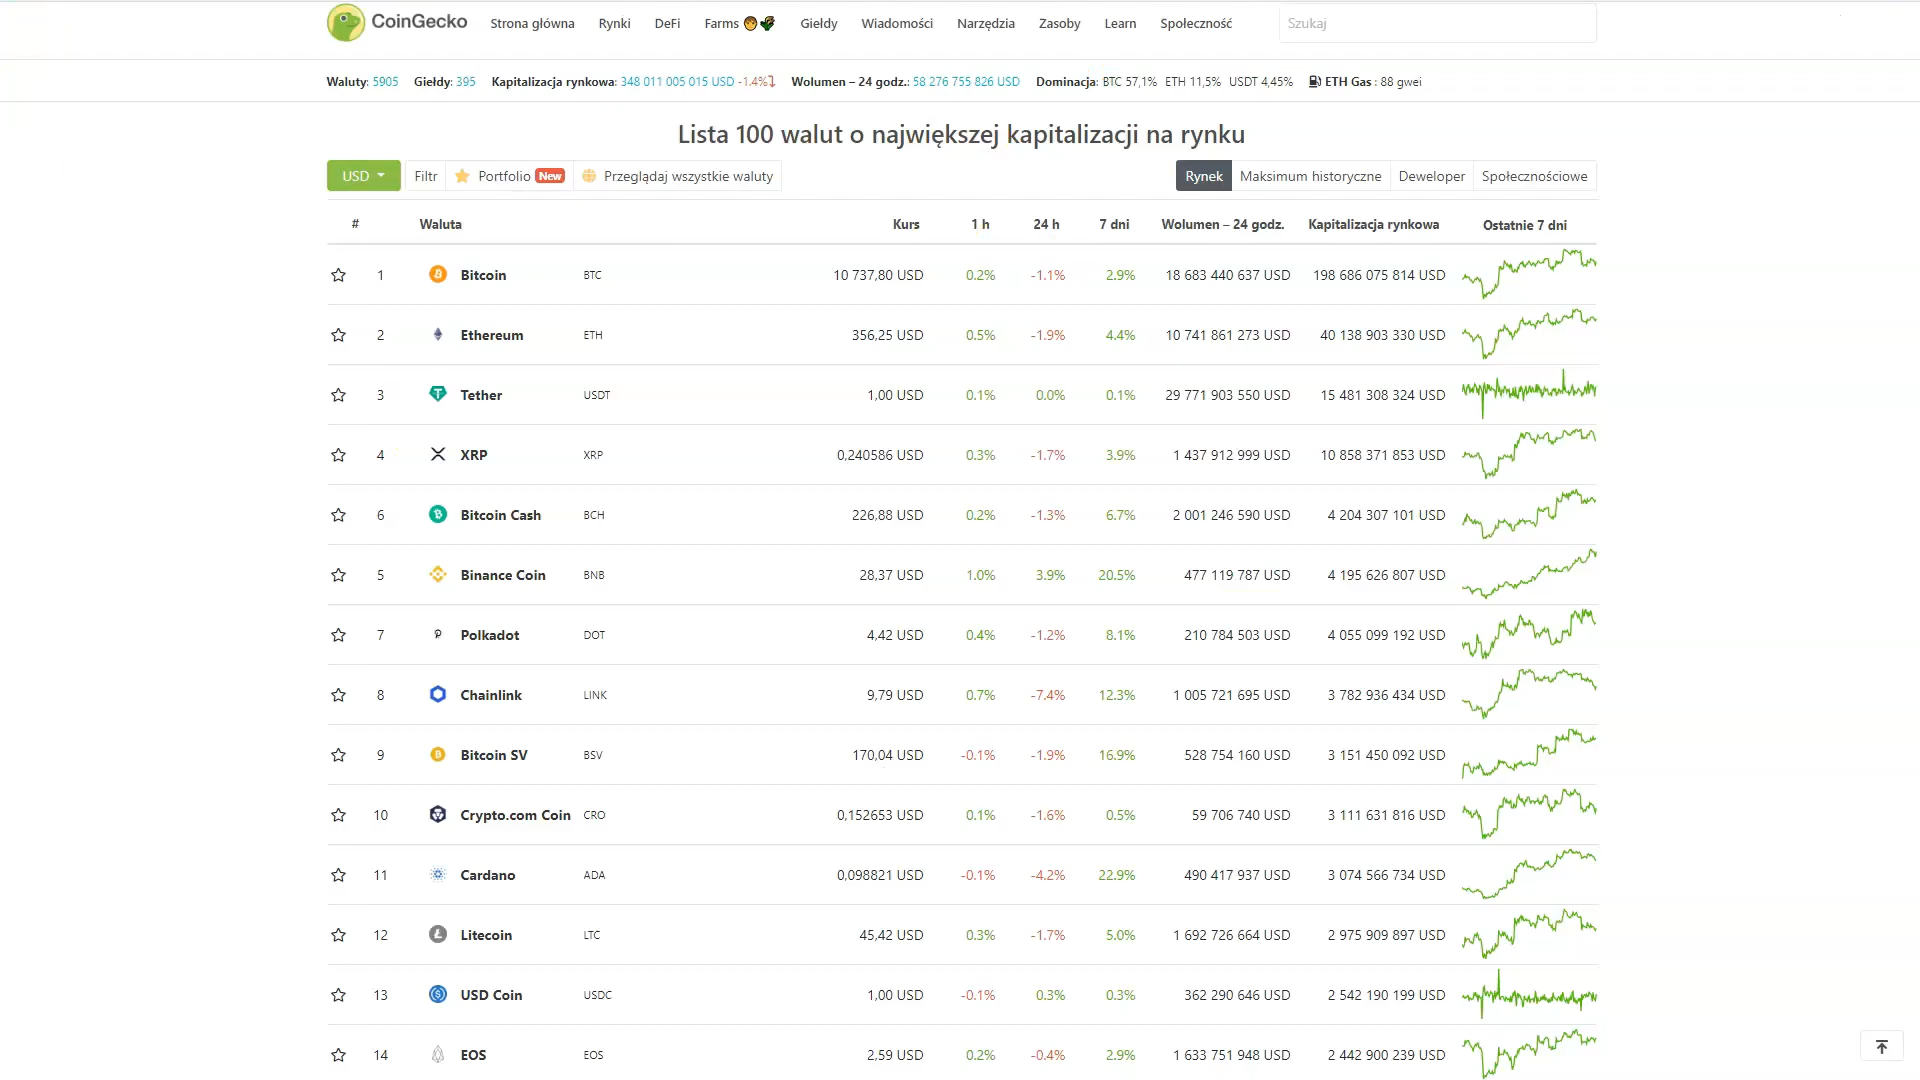 CoinGecko Strona główna Rynki DeFi Farms Giełdy Wiadomości Narzędzia Zasoby Learn Społeczność Szukaj
Waluty: 5905 Giełdy: 395 Kapitalizacja rynkowa: 348 011 005 015 USD -1.4% Wolumen – 24 godz.: 58 276 755 826 USD Dominacja: BTC 57,1% ETH 11,5% USDT 4,45% ETH Gas : 88 gwei
Lista 100 walut o największej kapitalizacji na rynku
USD Filtr Portfolio New Przeglądaj wszystkie waluty Rynek Maksimum historyczne Deweloper Społecznościowe
# Waluta Kurs 1 h 24 h 7 dni Wolumen – 24 godz. Kapitalizacja rynkowa Ostatnie 7 dni
1 Bitcoin BTC 10 737,80 USD 0.2% -1.1% 2.9% 18 683 440 637 USD 198 686 075 814 USD
2 Ethereum ETH 356,25 USD 0.5% -1.9% 4.4% 10 741 861 273 USD 40 138 903 330 USD
3 Tether USDT 1,00 USD 0.1% 0.0% 0.1% 29 771 903 550 USD 15 481 308 324 USD
4 XRP XRP 0,240586 USD 0.3% -1.7% 3.9% 1 437 912 999 USD 10 858 371 853 USD
6 Bitcoin Cash BCH 226,88 USD 0.2% -1.3% 6.7% 2 001 246 590 USD 4 204 307 101 USD
5 Binance Coin BNB 28,37 USD 1.0% 3.9% 20.5% 477 119 787 USD 4 195 626 807 USD
7 Polkadot DOT 4,42 USD 0.4% -1.2% 8.1% 210 784 503 USD 4 055 099 192 USD
8 Chainlink LINK 9,79 USD 0.7% -7.4% 12.3% 1 005 721 695 USD 3 782 936 434 USD
9 Bitcoin SV BSV 170,04 USD -0.1% -1.9% 16.9% 528 754 160 USD 3 151 450 092 USD
10 Crypto.com Coin CRO 0,152653 USD 0.1% -1.6% 0.5% 59 706 740 USD 3 111 631 816 USD
11 Cardano ADA 0,098821 USD -0.1% -4.2% 22.9% 490 417 937 USD 3 074 566 734 USD
12 Litecoin LTC 45,42 USD 0.3% -1.7% 5.0% 1 692 726 664 USD 2 975 909 897 USD
13 USD Coin USDC 1,00 USD -0.1% 0.3% 0.3% 362 290 646 USD 2 542 190 199 USD
14 EOS EOS 2,59 USD 0.2% -0.4% 2.9% 1 633 751 948 USD 2 442 900 239 USD